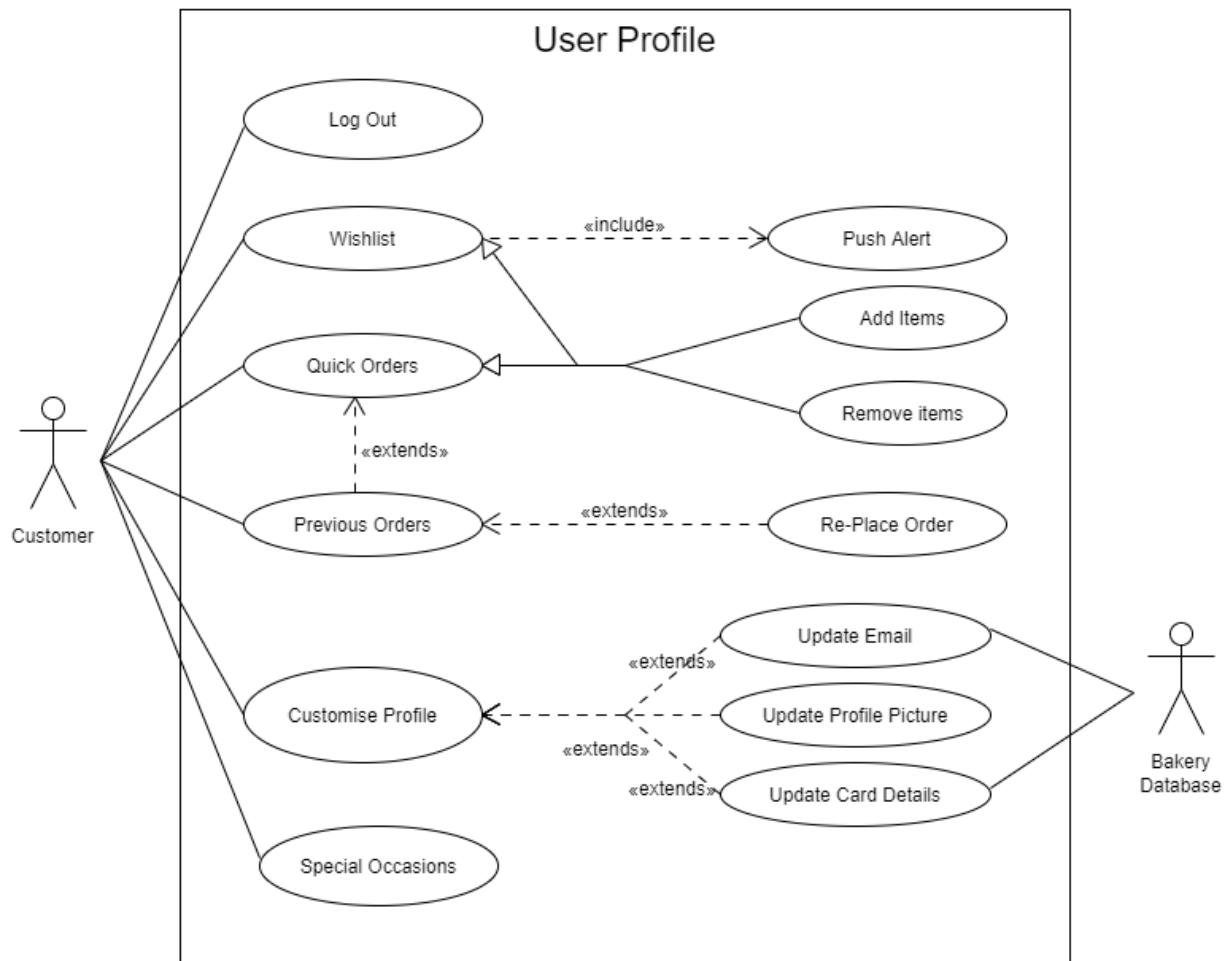 User Profile
Log Out
Wishlist
«include»
Push Alert
Add Items
Quick Orders
Remove items
«extends»
Customer
Previous Orders
«extends»
Re-Place Order
Update Email
«extends»
Customise Profile
Update Profile Picture
«extends»
«extends»
Update Card Details
Bakery
Database
Special Occasions